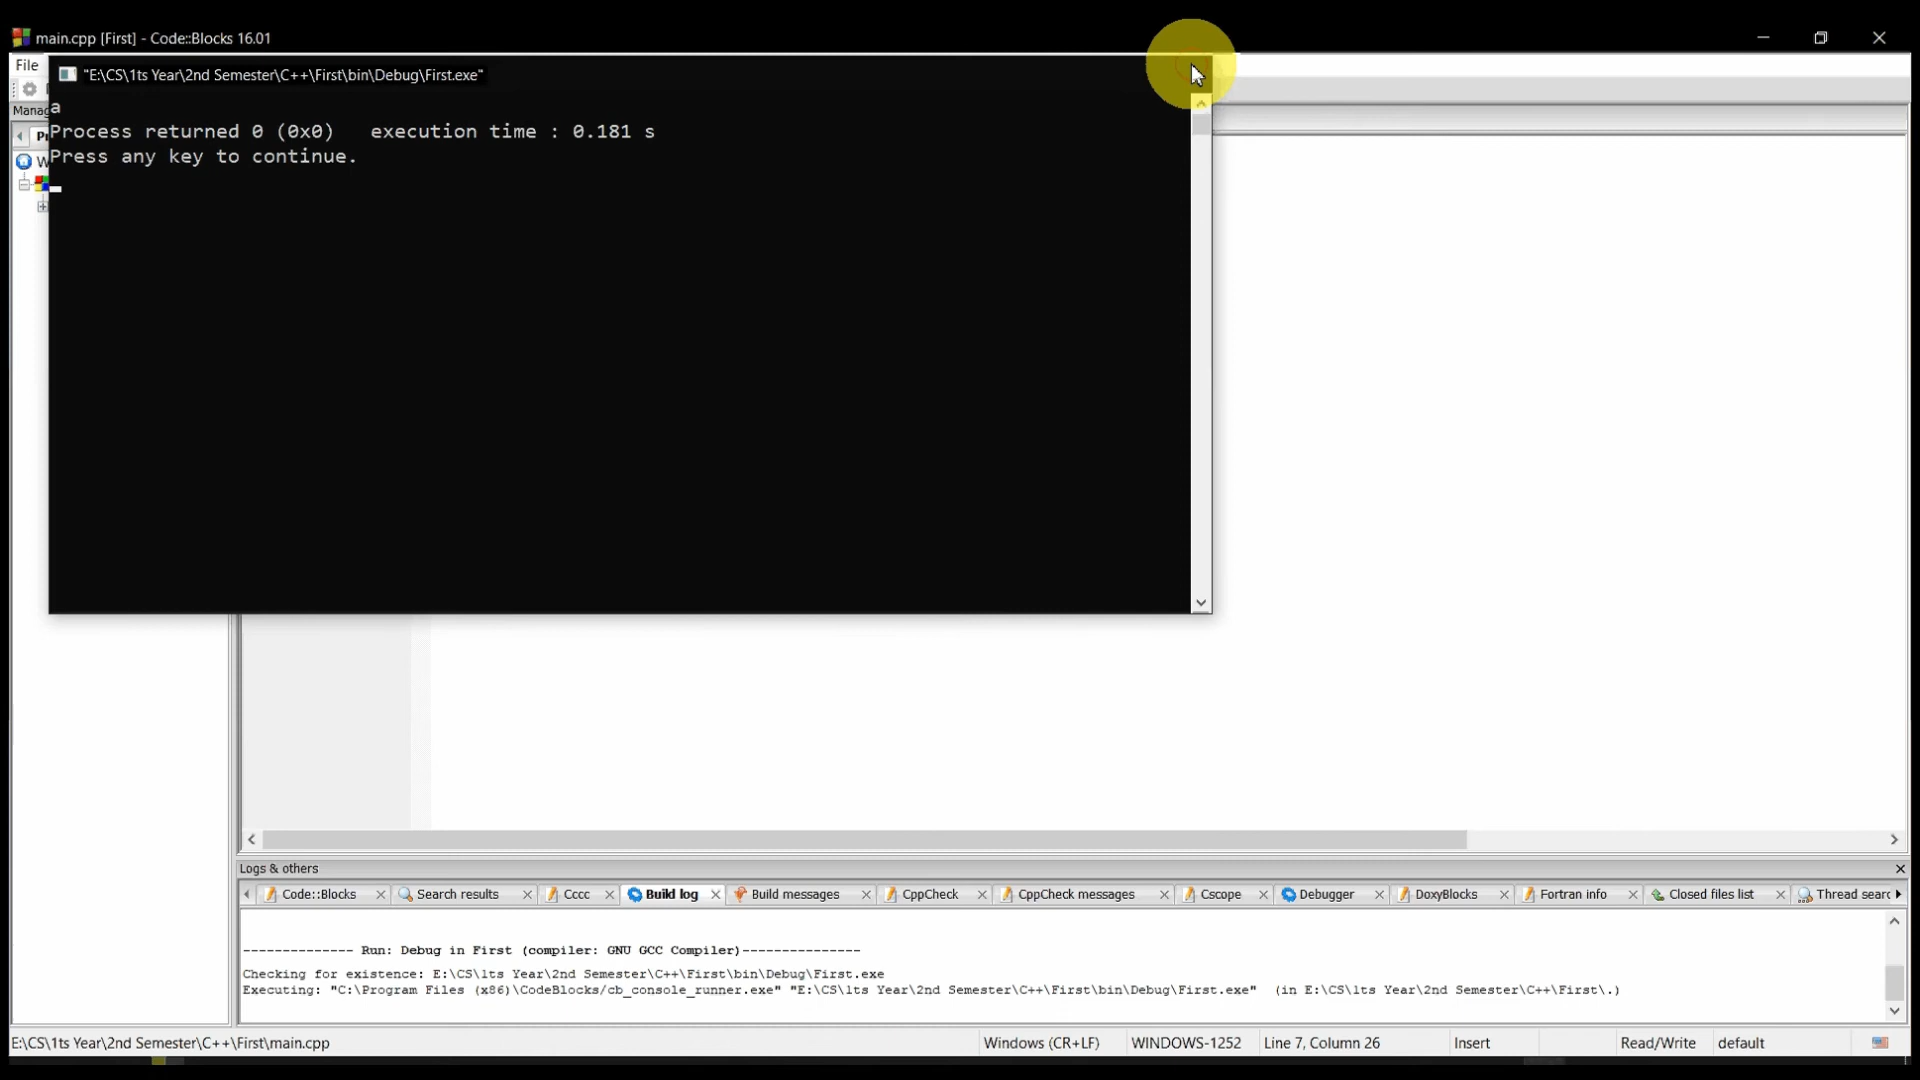 main.cpp [First] - Code::Blocks 16.01
File
"E:\CS\1ts Year\2nd Semester\C++\First\bin\Debug\First.exe"
Manag
a
Process returned 0 (0x0)   execution time : 0.181 s
Press any key to continue.
Pr
W
Logs & others
Code::Blocks
Search results
Cccc
Build log
Build messages
CppCheck
CppCheck messages
Cscope
Debugger
DoxyBlocks
Fortran info
Closed files list
Thread searc
-------------- Run: Debug in First (compiler: GNU GCC Compiler)---------------
Checking for existence: E:\CS\1ts Year\2nd Semester\C++\First\bin\Debug\First.exe
Executing: "C:\Program Files (x86)\CodeBlocks/cb_console_runner.exe" "E:\CS\1ts Year\2nd Semester\C++\First\bin\Debug\First.exe"  (in E:\CS\1ts Year\2nd Semester\C++\First\.)
E:\CS\1ts Year\2nd Semester\C++\First\main.cpp
Windows (CR+LF)
WINDOWS-1252
Line 7, Column 26
Insert
Read/Write
default